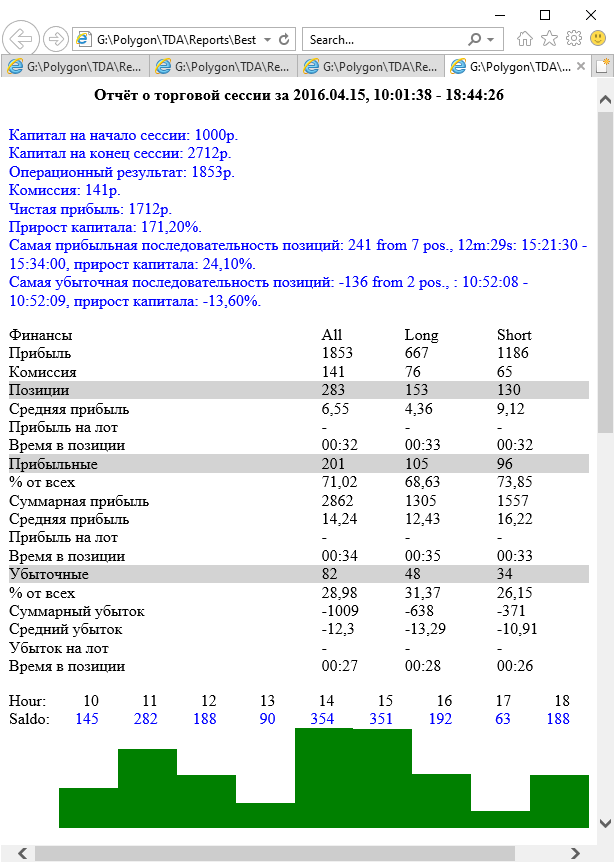 G:\Polygon\TDA\Reports\Best
Search...
G:\Polygon\TDA\Re...
G:\Polygon\TDA\Re...
G:\Polygon\TDA\Re...
G:\Polygon\TDA\...
Отчёт о торговой сессии за 2016.04.15, 10:01:38 - 18:44:26
Капитал на начало сессии: 1000р.
Капитал на конец сессии: 2712р.
Операционный результат: 1853р.
Комиссия: 141р.
Чистая прибыль: 1712р.
Прирост капитала: 171,20%.
Самая прибыльная последовательность позиций: 241 from 7 pos., 12m:29s: 15:21:30 -
15:34:00, прирост капитала: 24,10%.
Самая убыточная последовательность позиций: -136 from 2 pos., : 10:52:08 -
10:52:09, прирост капитала: -13,60%.
Финансы All Long Short
Прибыль 1853 667 1186
Комиссия 141 76 65
Позиции 283 153 130
Средняя прибыль 6,55 4,36 9,12
Прибыль на лот - - -
Время в позиции 00:32 00:33 00:32
Прибыльные 201 105 96
% от всех 71,02 68,63 73,85
Суммарная прибыль 2862 1305 1557
Средняя прибыль 14,24 12,43 16,22
Прибыль на лот - - -
Время в позиции 00:34 00:35 00:33
Убыточные 82 48 34
% от всех 28,98 31,37 26,15
Суммарный убыток -1009 -638 -371
Средний убыток -12,3 -13,29 -10,91
Убыток на лот - - -
Время в позиции 00:27 00:28 00:26
Hour: 10 11 12 13 14 15 16 17 18
Saldo: 145 282 188 90 354 351 192 63 188